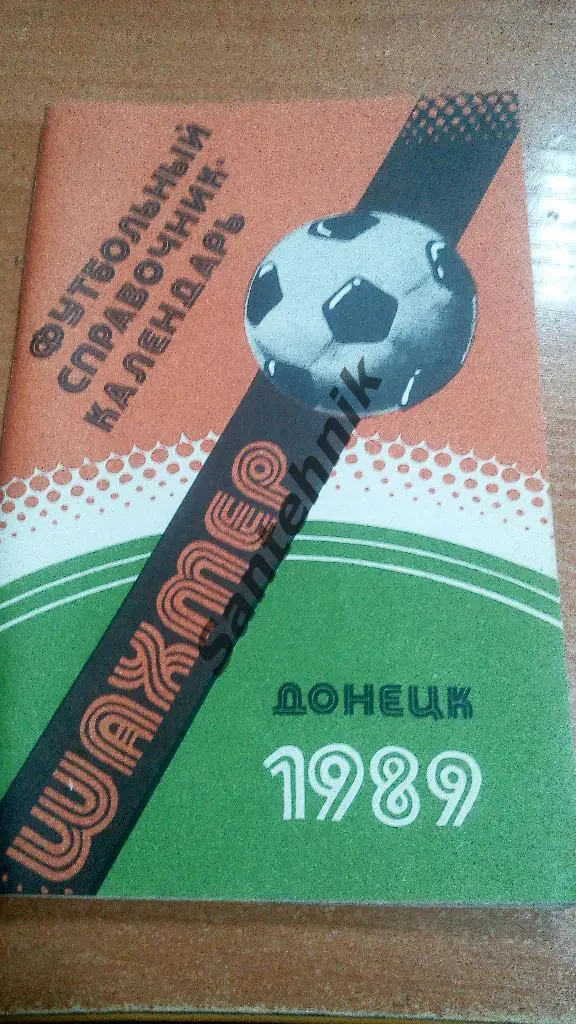 ФУТБОЛЬНЫЙ
СПРАВОЧНИК-
КАЛЕНДАРЬ
ШАХТЕР
Santehnik
ДОНЕЦК
1989